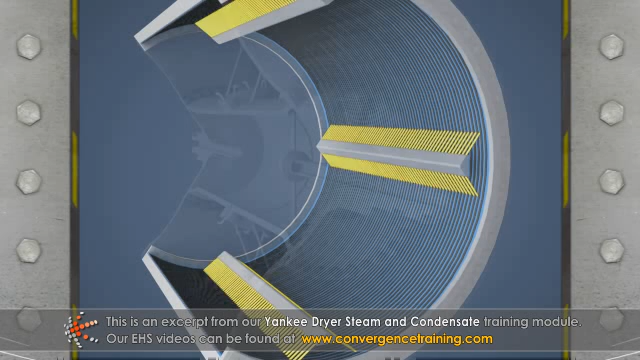 This is an excerpt from our Yankee Dryer Steam and Condensate training module.
Our EHS videos can be found at www.convergencetraining.com